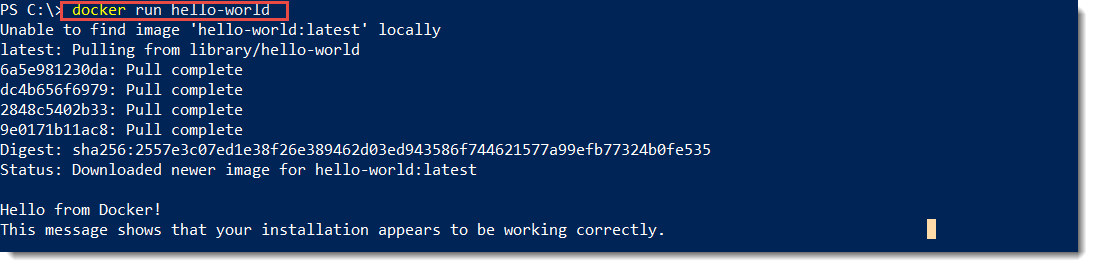 PS C:\> docker run hello-world
Unable to find image 'hello-world:latest' locally
latest: Pulling from library/hello-world
6a5e981230da: Pull complete
dc4b656f6979: Pull complete
2848c5402b33: Pull complete
9e0171b11ac8: Pull complete
Digest: sha256:2557e3c07ed1e38f26e389462d03ed943586f744621577a99efb77324b0fe535
Status: Downloaded newer image for hello-world:latest
Hello from Docker!
This message shows that your installation appears to be working correctly.